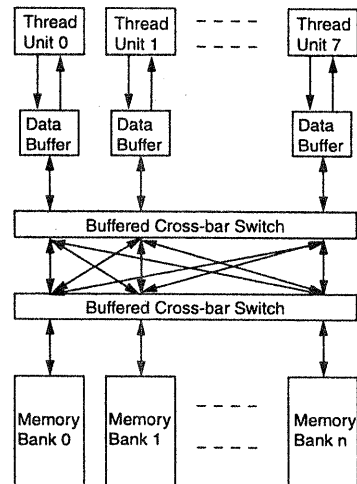 Thread
Unit 0
Thread
Unit 1
Thread
Unit 7
Data
Buffer
Data
Buffer
Data
Buffer
Buffered Cross-bar Switch
Buffered Cross-bar Switch
Memory
Bank 0
Memory
Bank 1
Memory
Bank n